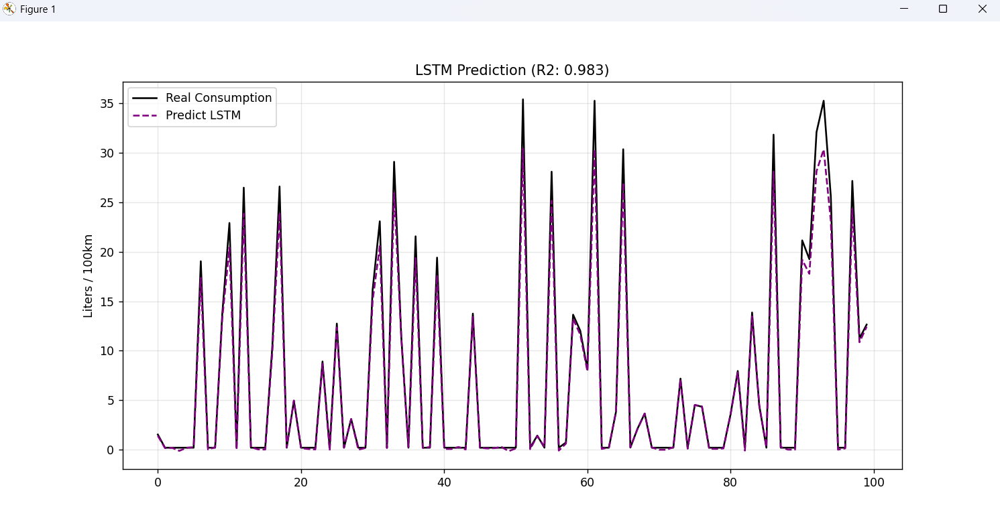 Figure 1
LSTM Prediction (R2: 0.983)
Real Consumption
Predict LSTM
Liters / 100km
35
30
25
20
15
10
5
0
0 20 40 60 80 100